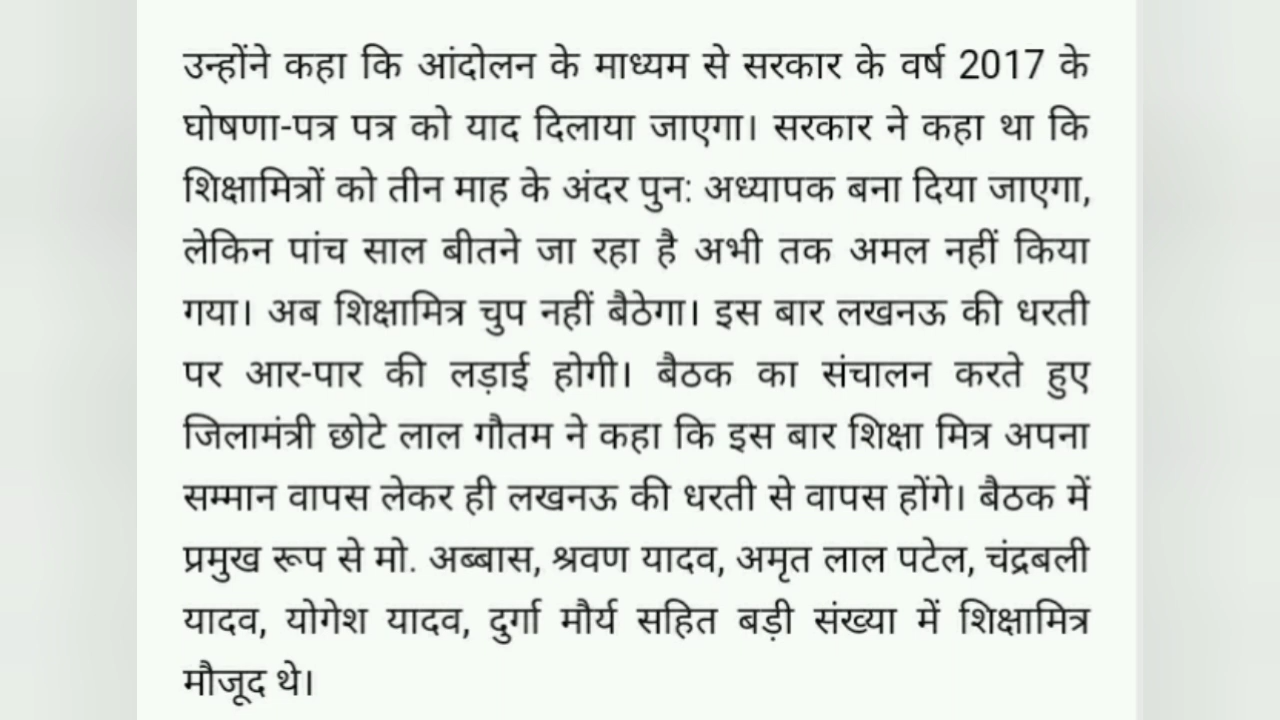 उन्होंने कहा कि आंदोलन के माध्यम से सरकार के वर्ष 2017 के
घोषणा-पत्र पत्र को याद दिलाया जाएगा। सरकार ने कहा था कि
शिक्षामित्रों को तीन माह के अंदर पुन: अध्यापक बना दिया जाएगा,
लेकिन पांच साल बीतने जा रहा है अभी तक अमल नहीं किया
गया। अब शिक्षामित्र चुप नहीं बैठेगा। इस बार लखनऊ की धरती
पर आर-पार की लड़ाई होगी। बैठक का संचालन करते हुए
जिलामंत्री छोटे लाल गौतम ने कहा कि इस बार शिक्षा मित्र अपना
सम्मान वापस लेकर ही लखनऊ की धरती से वापस होंगे। बैठक में
प्रमुख रूप से मो. अब्बास, श्रवण यादव, अमृत लाल पटेल, चंद्रबली
यादव, योगेश यादव, दुर्गा मौर्य सहित बड़ी संख्या में शिक्षामित्र
मौजूद थे।